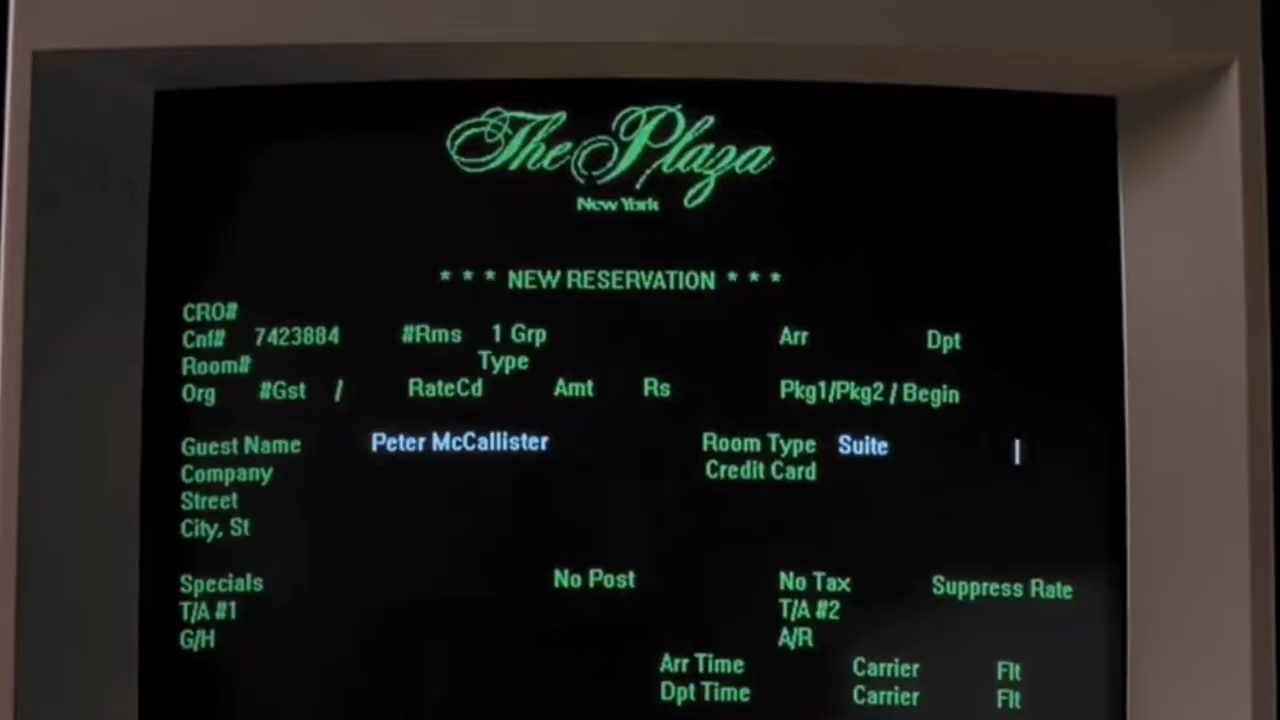 The Plaza
New York
* * * NEW RESERVATION * * *
CRO#
Cnf# 7423884 #Rms 1 Grp Arr Dpt
Room# Type
Org #Gst / RateCd Amt Rs Pkg1/Pkg2 / Begin
Guest Name Peter McCallister Room Type Suite
Company Credit Card
Street
City, St
Specials No Post No Tax Suppress Rate
T/A #1 T/A #2
G/H A/R
Arr Time Carrier Flt
Dpt Time Carrier Flt